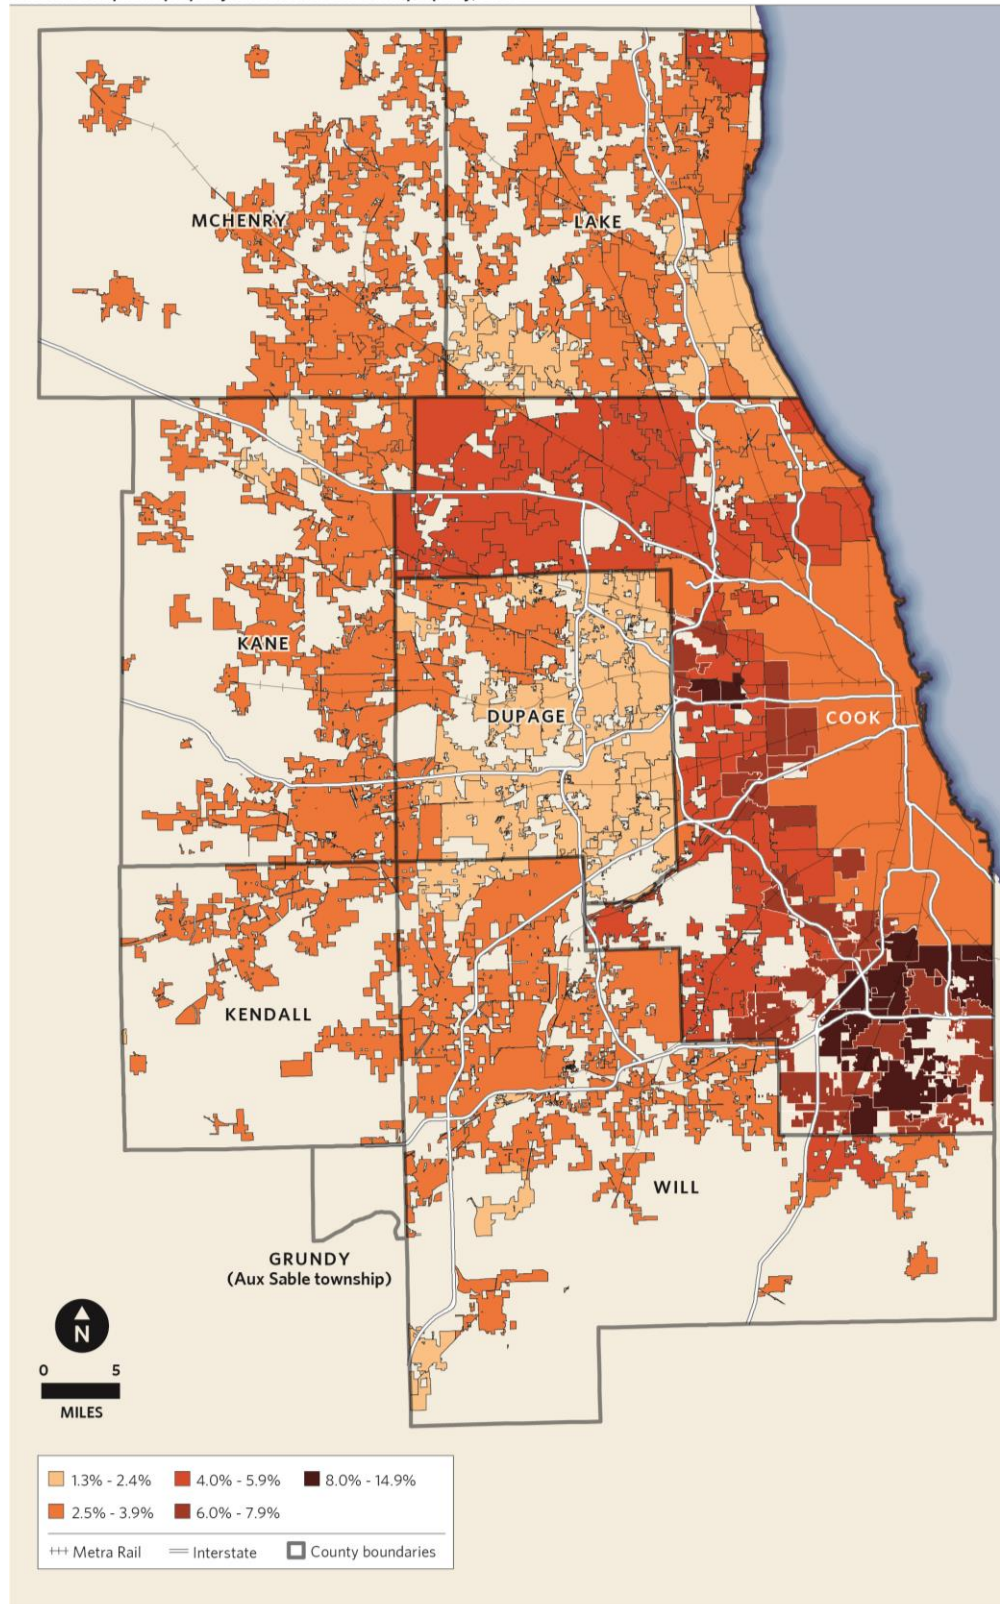 MCHENRY
LAKE
KANE
DUPAGE
COOK
KENDALL
WILL
GRUNDY
(Aux Sable township)
N
0 5
MILES
1.3% - 2.4% 4.0% - 5.9% 8.0% - 14.9%
2.5% - 3.9% 6.0% - 7.9%
Metra Rail Interstate County boundaries